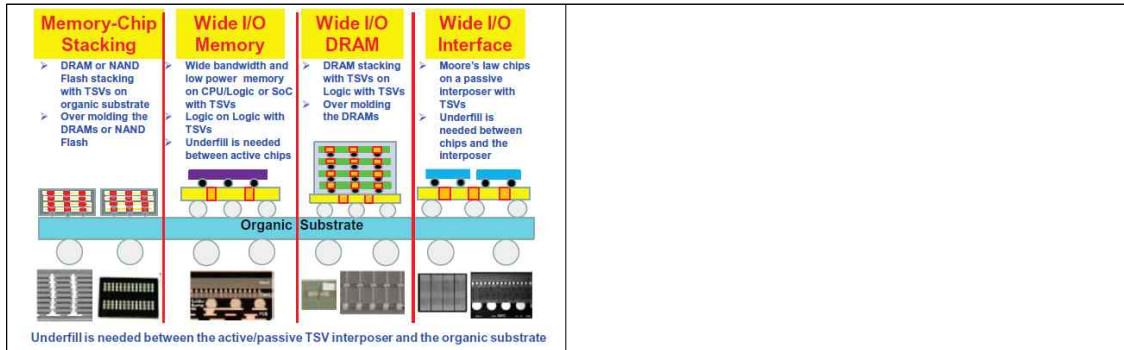 Memory-Chip
Stacking
DRAM or NAND
Flash stacking
with TSVs on
organic substrate
Over molding the
DRAMs or NAND
Flash
Wide I/O
Memory
Wide bandwidth and
low power memory
on CPU/Logic or SoC
with TSVs
Logic on Logic with
TSVs
Underfill is needed
between active chips
Wide I/O
DRAM
DRAM stacking
with TSVs on
Logic with TSVs
Over molding
the DRAMs
Wide I/O
Interface
Moore's law chips
on a passive
interposer with
TSVs
Underfill is
needed between
chips and the
interposer
Organic Substrate
Underfill is needed between the active/passive TSV interposer and the organic substrate